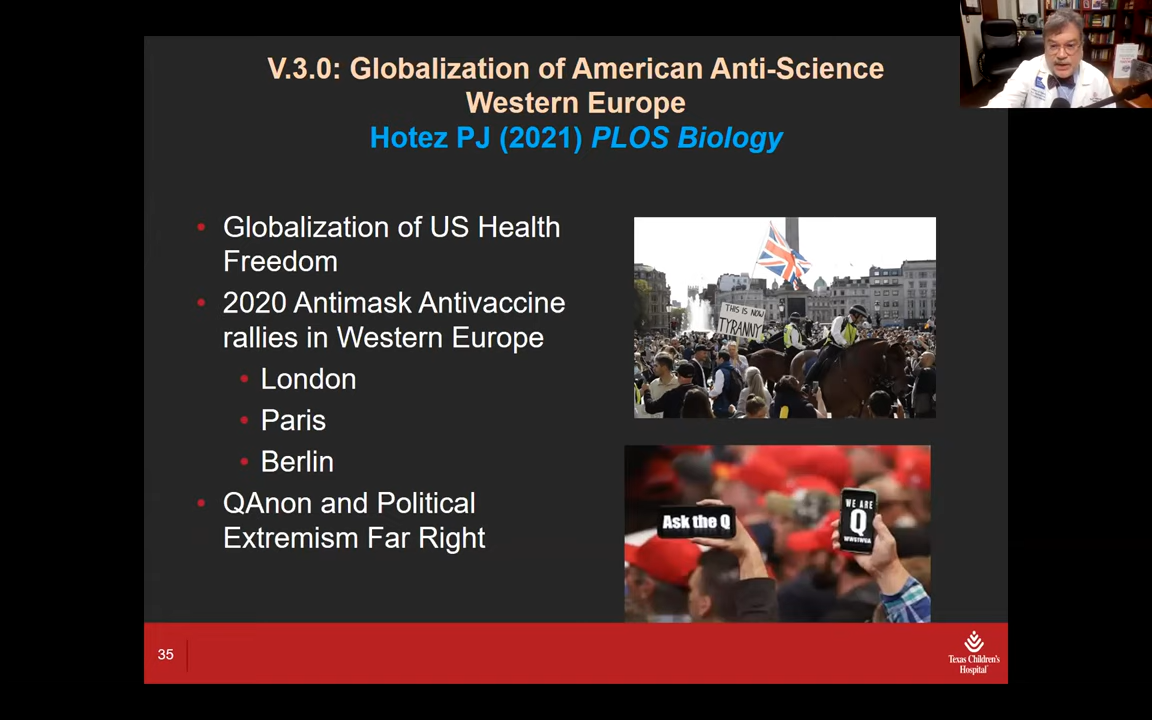 V.3.0: Globalization of American Anti-Science
Western Europe
Hotez PJ (2021) PLOS Biology
• Globalization of US Health
Freedom
• 2020 Antimask Antivaccine
rallies in Western Europe
• London
• Paris
• Berlin
• QAnon and Political
Extremism Far Right
THIS IS NOW
TYRANNY
Ask the Q
WE ARE
Q
WWG1WGA
35
Texas Children's
Hospital